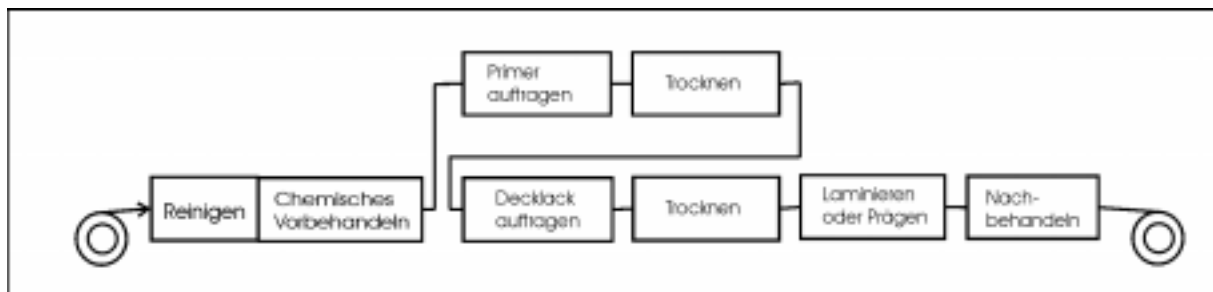 Primer
auftragen
Trocknen
Reinigen
Chemisches
Vorbehandeln
Decklack
auftragen
Trocknen
Laminieren
oder Prägen
Nach-
behandeln